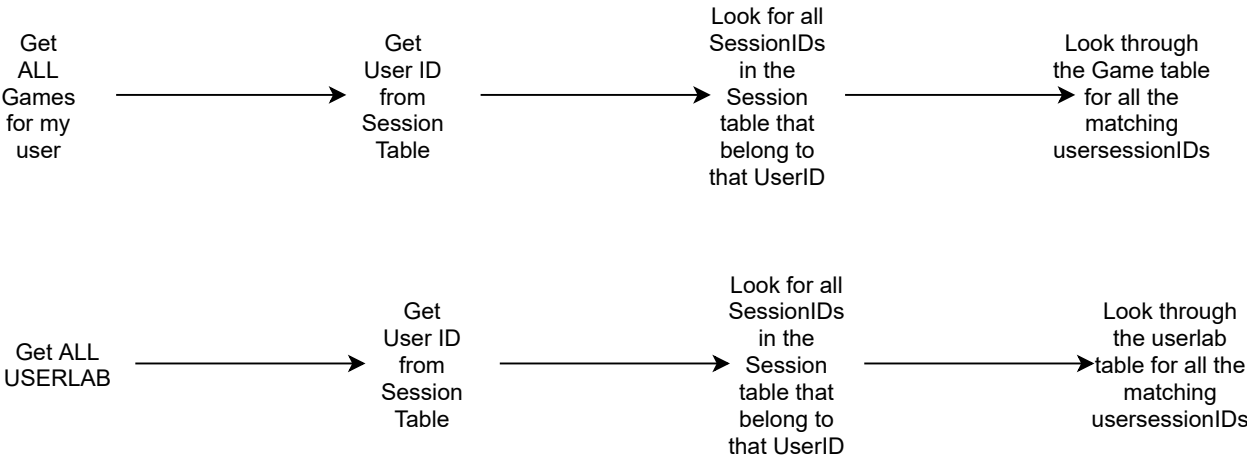 Get
ALL
Games
for my
user
Get
User ID
from
Session
Table
Look for all
SessionIDs
in the
Session
table that
belong to
that UserID
Look through
the Game table
for all the
matching
usersessionIDs
Get ALL
USERLAB
Get
User ID
from
Session
Table
Look for all
SessionIDs
in the
Session
table that
belong to
that UserID
Look through
the userlab
table for all the
matching
usersessionIDs